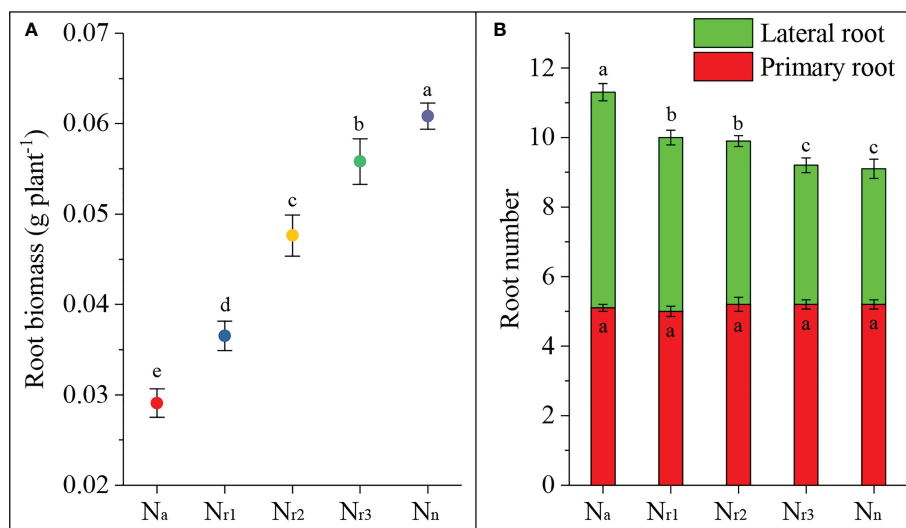 A
Root biomass (g plant⁻¹)
0.07
0.06
0.05
0.04
0.03
0.02
e
d
c
b
a
Na
Nr1
Nr2
Nr3
Nn
B
Lateral root
Primary root
Root number
12
10
8
6
4
2
0
a
b
b
c
c
a
a
a
a
a
Na
Nr1
Nr2
Nr3
Nn